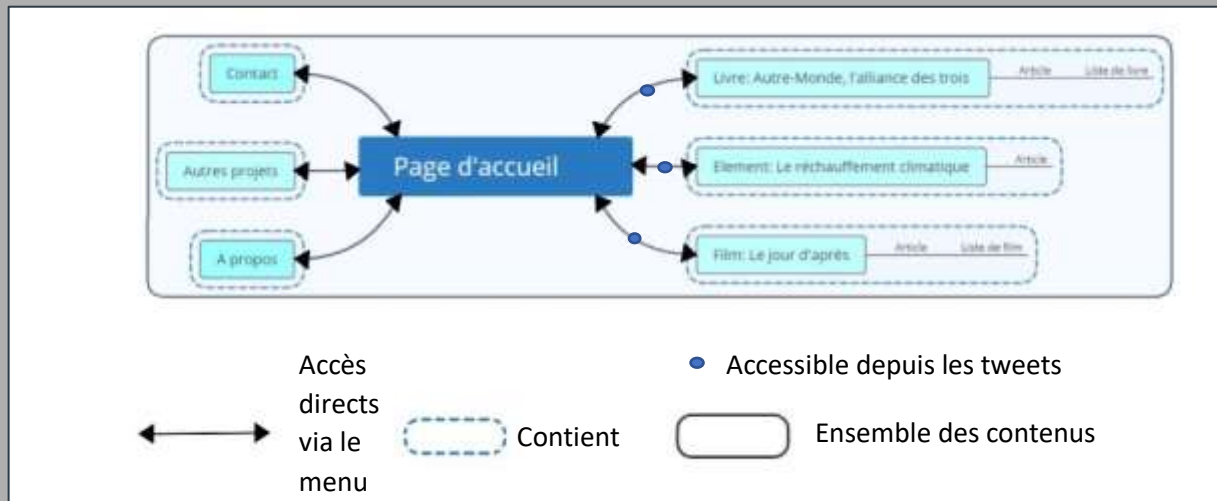 Contact
Livre: Autre-Monde, l'alliance des trois
Article
Liste de livre
Page d'accueil
Autres projets
Element: Le réchauffement climatique
Article
A propos
Film: Le jour d'après
Article
Liste de film
Accès
directs
via le
menu
Contient
Accessible depuis les tweets
Ensemble des contenus